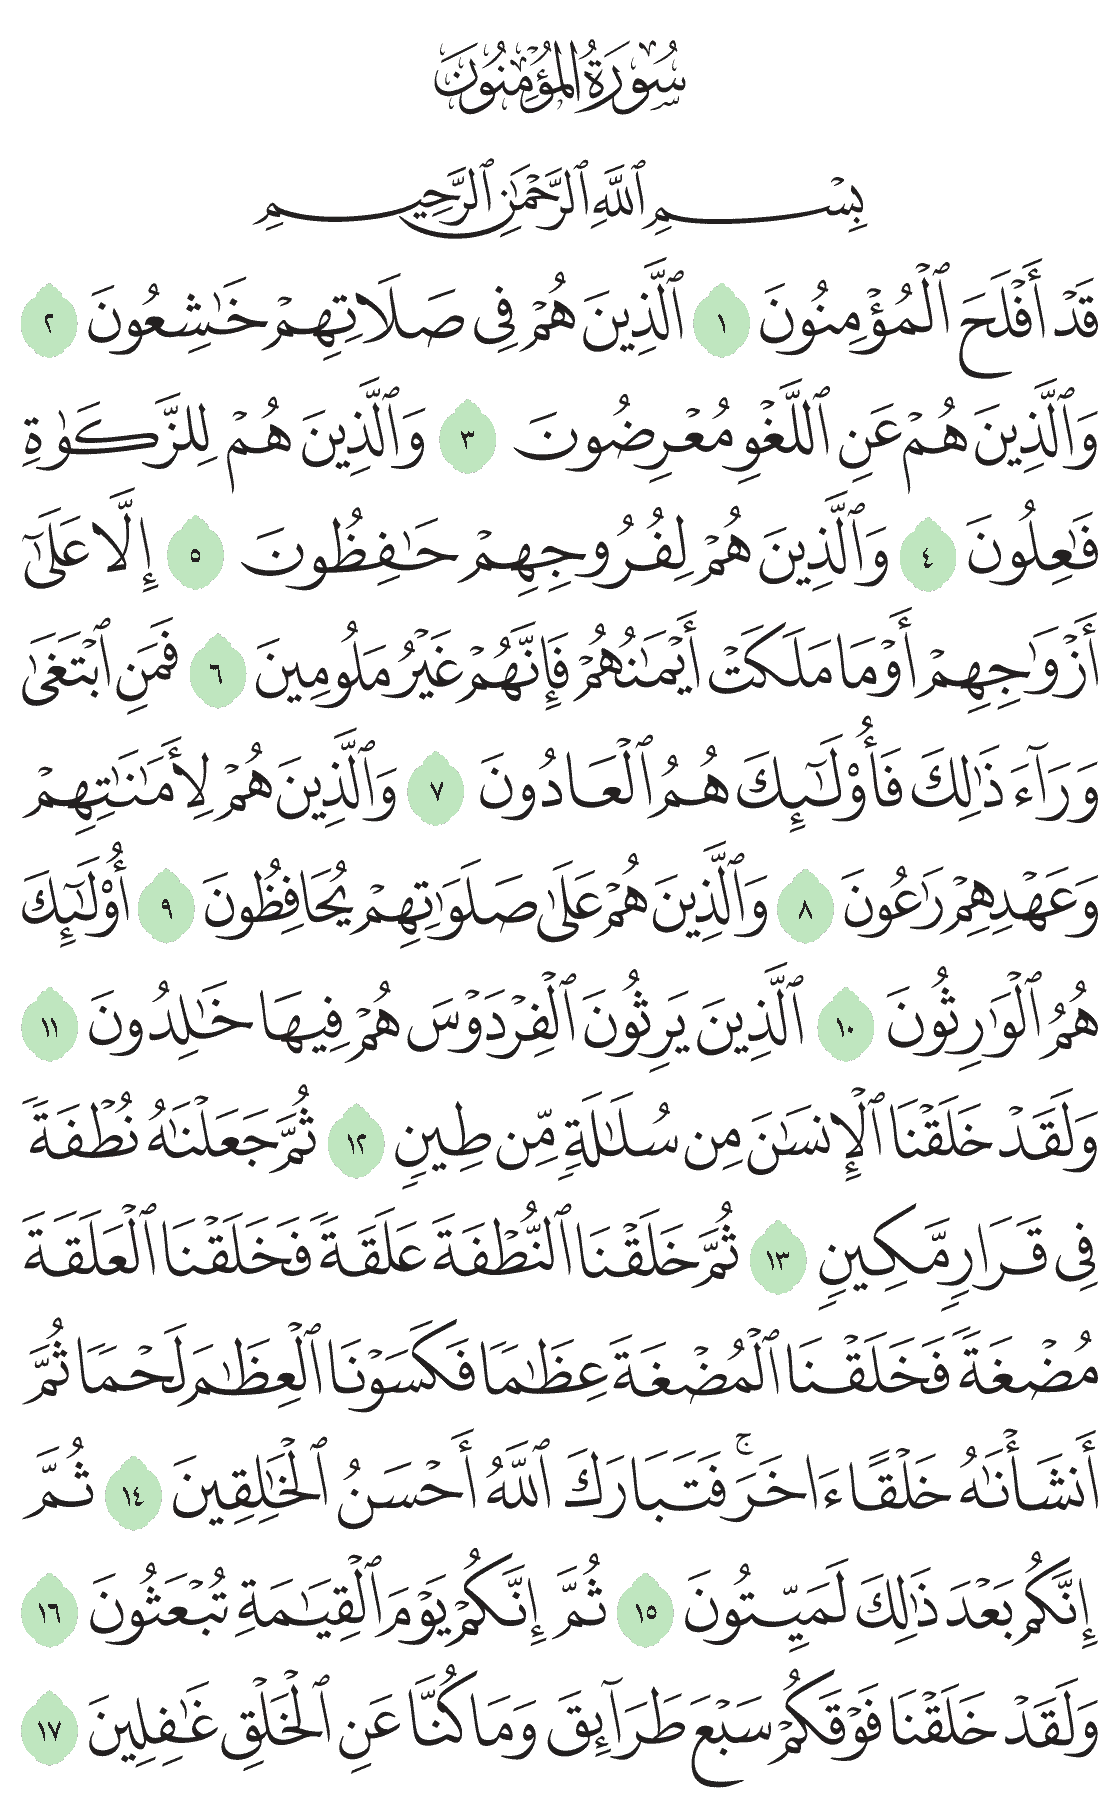 سُورَةُ المُؤْمِنُونَ
بِسْمِ ٱللَّهِ ٱلرَّحْمَٰنِ ٱلرَّحِيمِ
قَدْ أَفْلَحَ ٱلْمُؤْمِنُونَ ١ ٱلَّذِينَ هُمْ فِى صَلَاتِهِمْ خَٰشِعُونَ ٢
وَٱلَّذِينَ هُمْ عَنِ ٱللَّغْوِ مُعْرِضُونَ ٣ وَٱلَّذِينَ هُمْ لِلزَّكَوٰةِ
فَٰعِلُونَ ٤ وَٱلَّذِينَ هُمْ لِفُرُوجِهِمْ حَٰفِظُونَ ٥ إِلَّا عَلَىٰٓ
أَزْوَٰجِهِمْ أَوْ مَا مَلَكَتْ أَيْمَٰنُهُمْ فَإِنَّهُمْ غَيْرُ مَلُومِينَ ٦ فَمَنِ ٱبْتَغَىٰ
وَرَآءَ ذَٰلِكَ فَأُو۟لَٰٓئِكَ هُمُ ٱلْعَادُونَ ٧ وَٱلَّذِينَ هُمْ لِأَمَٰنَٰتِهِمْ
وَعَهْدِهِمْ رَٰعُونَ ٨ وَٱلَّذِينَ هُمْ عَلَىٰ صَلَوَٰتِهِمْ يُحَافِظُونَ ٩ أُو۟لَٰٓئِكَ
هُمُ ٱلْوَٰرِثُونَ ١٠ ٱلَّذِينَ يَرِثُونَ ٱلْفِرْدَوْسَ هُمْ فِيهَا خَٰلِدُونَ ١١
وَلَقَدْ خَلَقْنَا ٱلْإِنسَٰنَ مِن سُلَٰلَةٍ مِّن طِينٍ ١٢ ثُمَّ جَعَلْنَٰهُ نُطْفَةً
فِى قَرَارٍ مَّكِينٍ ١٣ ثُمَّ خَلَقْنَا ٱلنُّطْفَةَ عَلَقَةً فَخَلَقْنَا ٱلْعَلَقَةَ
مُضْغَةً فَخَلَقْنَا ٱلْمُضْغَةَ عِظَٰمًا فَكَسَوْنَا ٱلْعِظَٰمَ لَحْمًا ثُمَّ
أَنشَأْنَٰهُ خَلْقًا ءَاخَرَ ۚ فَتَبَارَكَ ٱللَّهُ أَحْسَنُ ٱلْخَٰلِقِينَ ١٤ ثُمَّ
إِنَّكُم بَعْدَ ذَٰلِكَ لَمَيِّتُونَ ١٥ ثُمَّ إِنَّكُمْ يَوْمَ ٱلْقِيَٰمَةِ تُبْعَثُونَ ١٦
وَلَقَدْ خَلَقْنَا فَوْقَكُمْ سَبْعَ طَرَآئِقَ وَمَا كُنَّا عَنِ ٱلْخَلْقِ غَٰفِلِينَ ١٧